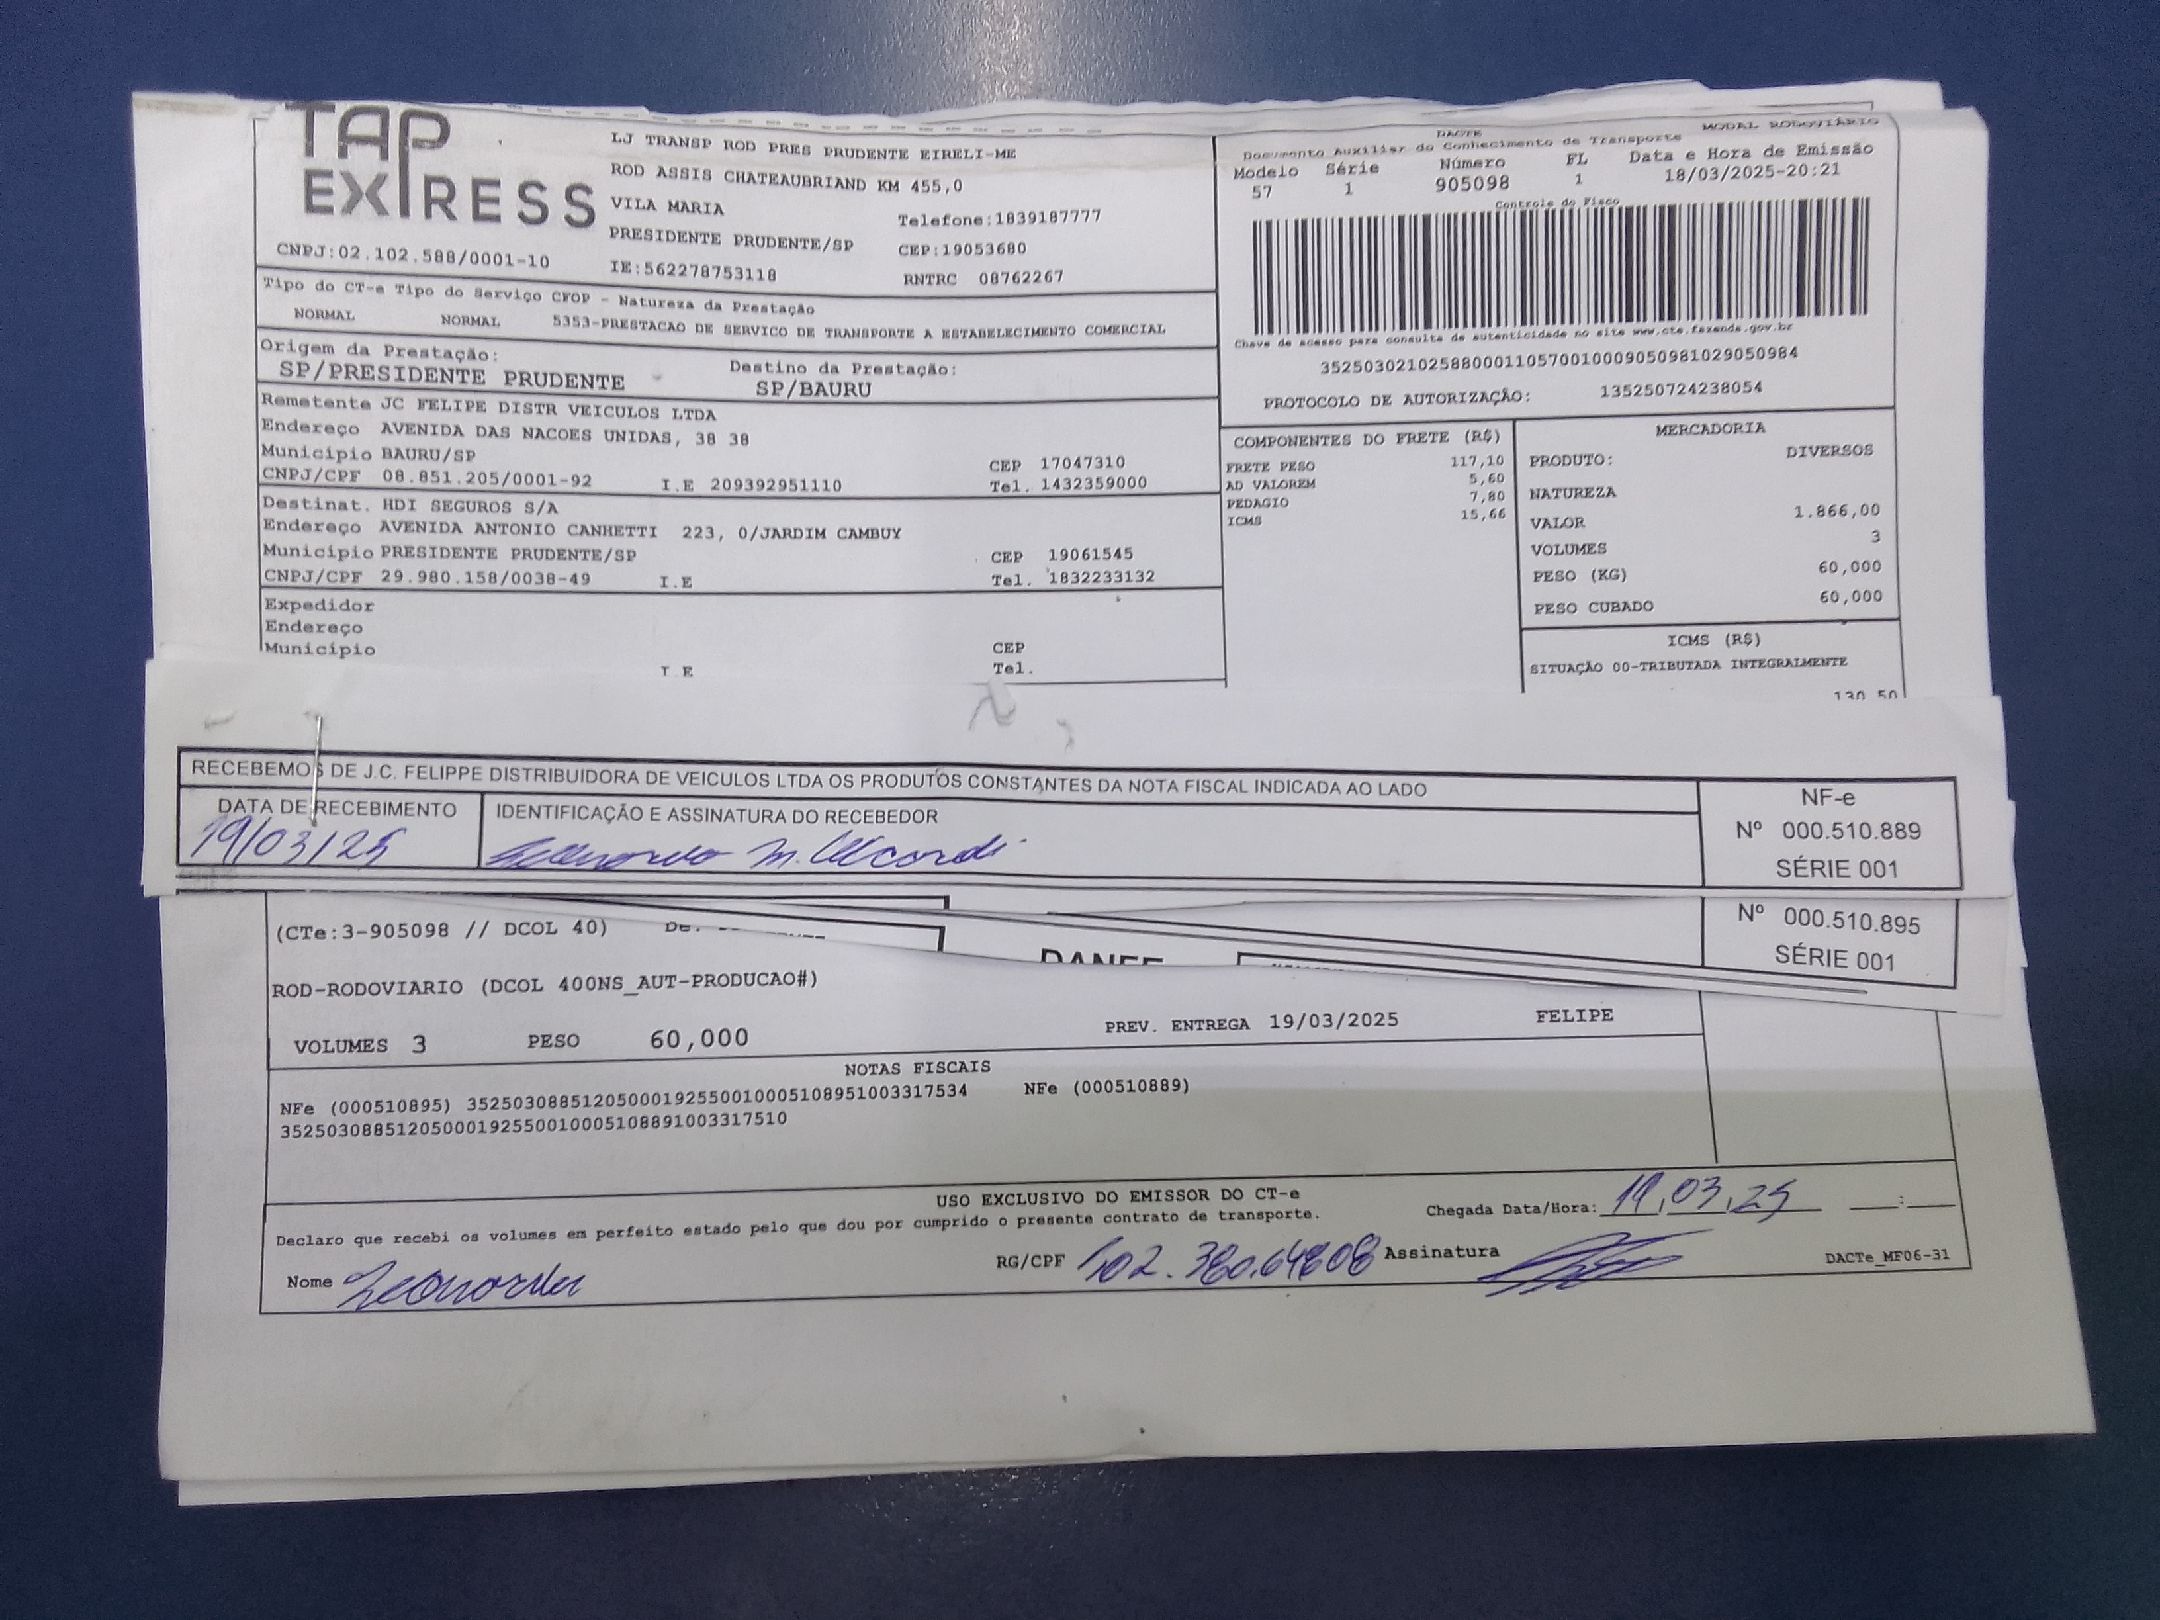 TAP EXPRESS
LJ TRANSP ROD PRES PRUDENTE EIRELI-ME
ROD ASSIS CHATEAUBRIAND KM 455,0
VILA MARIA
Telefone:1839187777
PRESIDENTE PRUDENTE/SP
CEP:19053680
CNPJ:02.102.588/0001-10
IE:562278753118
RNTRC 08762267
DACTE
MODAL RODOVIÁRIO
Documento Auxiliar do Conhecimento de Transporte
Modelo Série Número FL Data e Hora de Emissão
57 1 905098 1 18/03/2025-20:21
Controle do Fisco
Chave de acesso para consulta de autenticidade no site www.cte.fazenda.gov.br
35250302102588000110570010009050981029050984
PROTOCOLO DE AUTORIZAÇÃO: 135250724238054
Tipo do CT-e Tipo do Serviço CFOP - Natureza da Prestação
NORMAL NORMAL 5353-PRESTACAO DE SERVICO DE TRANSPORTE A ESTABELECIMENTO COMERCIAL
Origem da Prestação: Destino da Prestação:
SP/PRESIDENTE PRUDENTE SP/BAURU
Remetente JC FELIPE DISTR VEICULOS LTDA
Endereço AVENIDA DAS NACOES UNIDAS, 38 38
Município BAURU/SP CEP 17047310
CNPJ/CPF 08.851.205/0001-92 I.E 209392951110 Tel. 1432359000
Destinat. HDI SEGUROS S/A
Endereço AVENIDA ANTONIO CANHETTI 223, 0/JARDIM CAMBUY
Município PRESIDENTE PRUDENTE/SP CEP 19061545
CNPJ/CPF 29.980.158/0038-49 I.E Tel. 1832233132
Expedidor
Endereço
Município CEP
I E Tel.
COMPONENTES DO FRETE (R$)
FRETE PESO 117,10
AD VALOREM 5,60
PEDAGIO 7,80
ICMS 15,66
MERCADORIA
PRODUTO: DIVERSOS
NATUREZA
VALOR 1.866,00
VOLUMES 3
PESO (KG) 60,000
PESO CUBADO 60,000
ICMS (R$)
SITUAÇÃO 00-TRIBUTADA INTEGRALMENTE
130,50
RECEBEMOS DE J.C. FELIPPE DISTRIBUIDORA DE VEICULOS LTDA OS PRODUTOS CONSTANTES DA NOTA FISCAL INDICADA AO LADO
DATA DE RECEBIMENTO IDENTIFICAÇÃO E ASSINATURA DO RECEBEDOR
19/03/25
NF-e
Nº 000.510.889
SÉRIE 001
Nº 000.510.895
SÉRIE 001
(CTe:3-905098 // DCOL 40)
DANFE
ROD-RODOVIARIO (DCOL 400NS_AUT-PRODUCAO#)
VOLUMES 3 PESO 60,000 PREV. ENTREGA 19/03/2025 FELIPE
NOTAS FISCAIS
NFe (000510895) 35250308851205000192550010005108951003317534 NFe (000510889)
35250308851205000192550010005108891003317510
USO EXCLUSIVO DO EMISSOR DO CT-e
Declaro que recebi os volumes em perfeito estado pelo que dou por cumprido o presente contrato de transporte.
Chegada Data/Hora: 19,03,25 :
Nome Leonardo RG/CPF Assinatura
DACTe_MF06-31